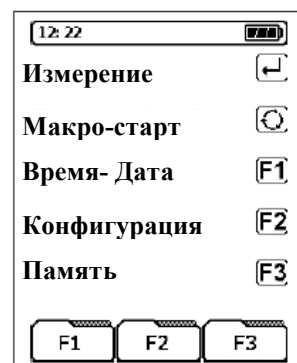 12:22
Измерение
Макро-старт
Время- Дата F1
Конфигурация F2
Память F3
F1 F2 F3